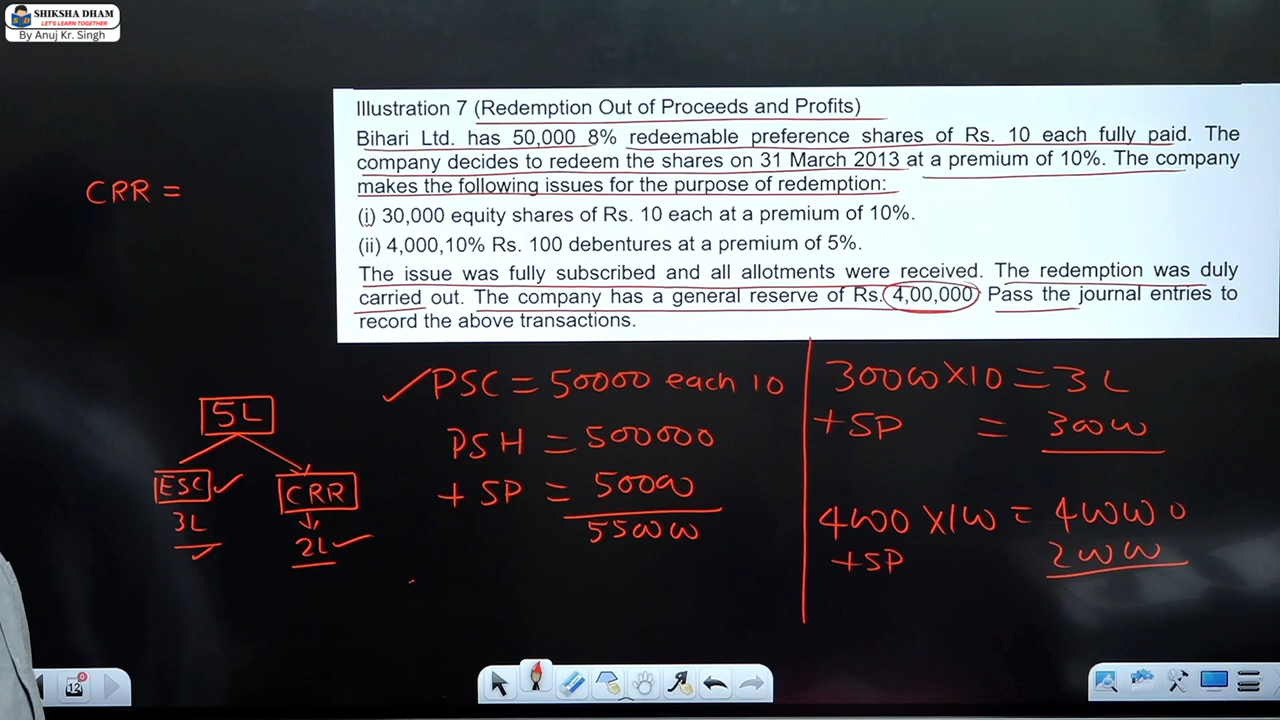 SHIKSHA DHAM
LET'S LEARN TOGETHER
By Anuj Kr. Singh
Illustration 7 (Redemption Out of Proceeds and Profits)
Bihari Ltd. has 50,000 8% redeemable preference shares of Rs. 10 each fully paid. The
company decides to redeem the shares on 31 March 2013 at a premium of 10%. The company
makes the following issues for the purpose of redemption:
(i) 30,000 equity shares of Rs. 10 each at a premium of 10%.
(ii) 4,000,10% Rs. 100 debentures at a premium of 5%.
The issue was fully subscribed and all allotments were received. The redemption was duly
carried out. The company has a general reserve of Rs. 4,00,000 Pass the journal entries to
record the above transactions.
CRR =
5L
ESC
CRR
3L
2L
PSC = 50000 each 10
PSH = 500000
+ SP = 50000
550000
30000 × 10 = 3L
+ SP = 30000
4000 × 100 = 400000
+ SP 20000
12